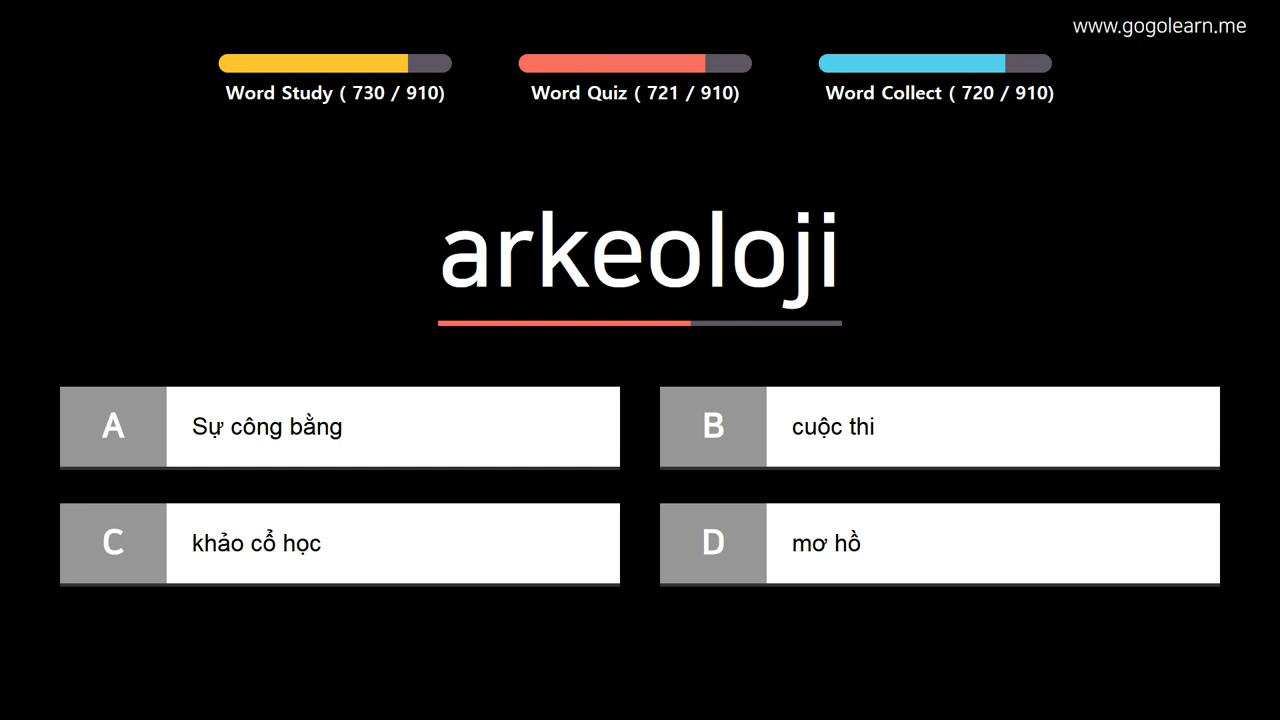 www.gogolearn.me
Word Study ( 730 / 910)
Word Quiz ( 721 / 910)
Word Collect ( 720 / 910)
arkeoloji
A
Sự công bằng
B
cuộc thi
C
khảo cổ học
D
mơ hồ